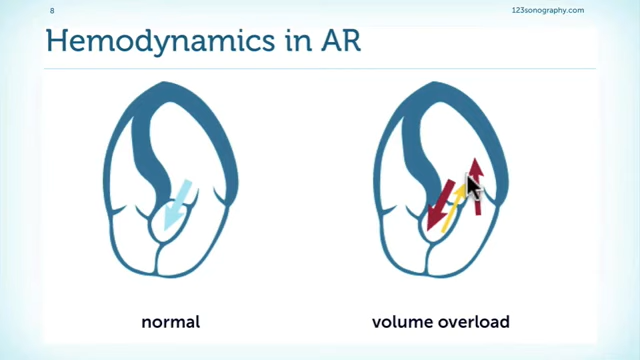 8
123sonography.com
Hemodynamics in AR
normal
volume overload